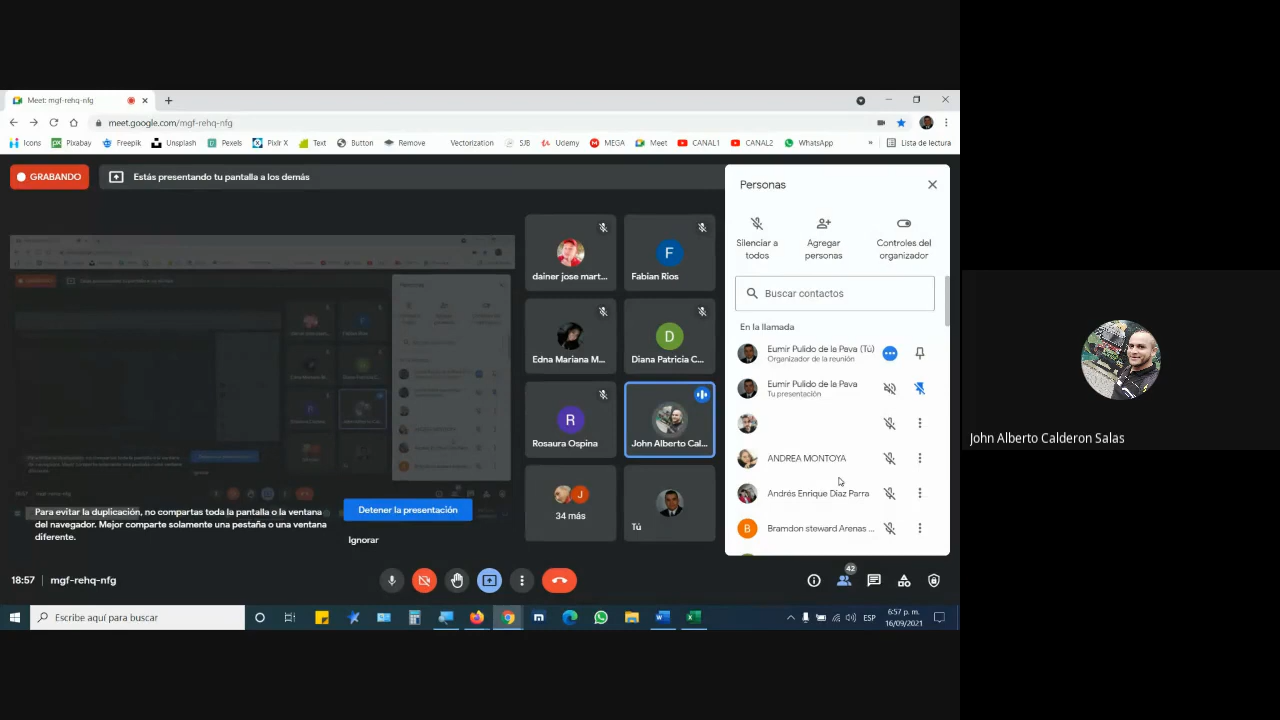 Meet: mgf-rehq-nfg
meet.google.com/mgf-rehq-nfg
Icons Pixabay Freepik Unsplash Pexels Pixlr X Text Button Remove Vectorization SJB Udemy MEGA Meet CANAL1 CANAL2 WhatsApp » Lista de lectura
GRABANDO
Estás presentando tu pantalla a los demás
Personas
Silenciar a todos
Agregar personas
Controles del organizador
Buscar contactos
En la llamada
Eumir Pulido de la Pava (Tú)
Organizador de la reunión
Eumir Pulido de la Pava
Tu presentación
ANDREA MONTOYA
Andrés Enrique Díaz Parra
Bramdon steward Arenas ...
dainer jose mart...
F
Fabian Rios
Edna Mariana M...
D
Diana Patricia C...
R
Rosaura Ospina
John Alberto Cal...
J
34 más
Tú
B
Para evitar la duplicación, no compartas toda la pantalla o la ventana
del navegador. Mejor comparte solamente una pestaña o una ventana
diferente.
Detener la presentación
Ignorar
18:57 | mgf-rehq-nfg
42
Escribe aquí para buscar
ESP
6:57 p. m.
16/09/2021
John Alberto Calderon Salas